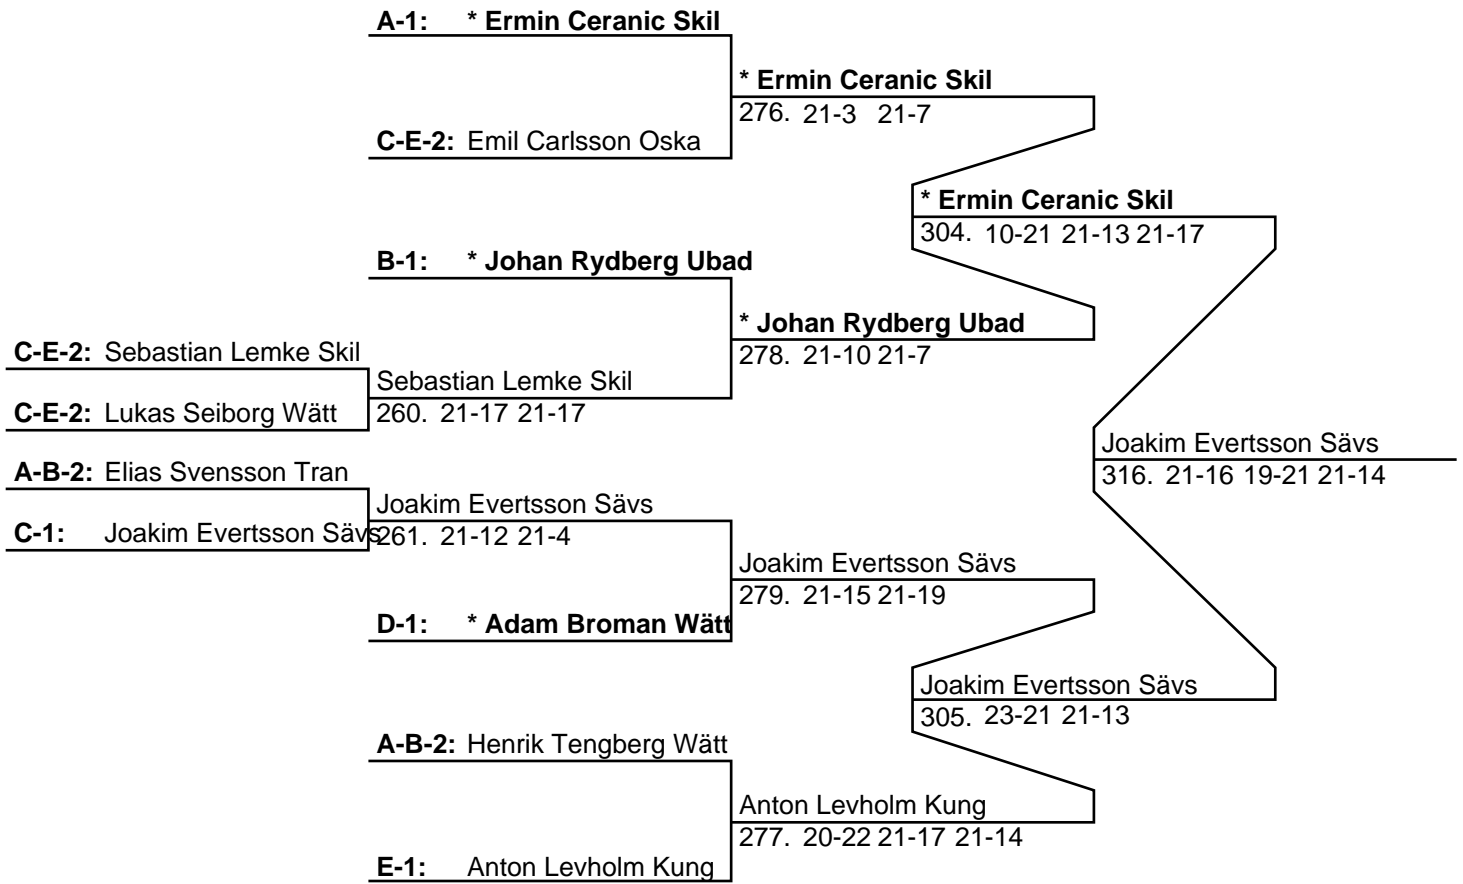 A-1: * Ermin Ceranic Skil
* Ermin Ceranic Skil
276. 21-3 21-7
C-E-2: Emil Carlsson Oska
* Ermin Ceranic Skil
304. 10-21 21-13 21-17
B-1: * Johan Rydberg Ubad
* Johan Rydberg Ubad
278. 21-10 21-7
C-E-2: Sebastian Lemke Skil
Sebastian Lemke Skil
260. 21-17 21-17
C-E-2: Lukas Seiborg Wätt
Joakim Evertsson Sävs
316. 21-16 19-21 21-14
A-B-2: Elias Svensson Tran
Joakim Evertsson Sävs
261. 21-12 21-4
C-1: Joakim Evertsson Sävs
Joakim Evertsson Sävs
279. 21-15 21-19
D-1: * Adam Broman Wätt
Joakim Evertsson Sävs
305. 23-21 21-13
A-B-2: Henrik Tengberg Wätt
Anton Levholm Kung
277. 20-22 21-17 21-14
E-1: Anton Levholm Kung